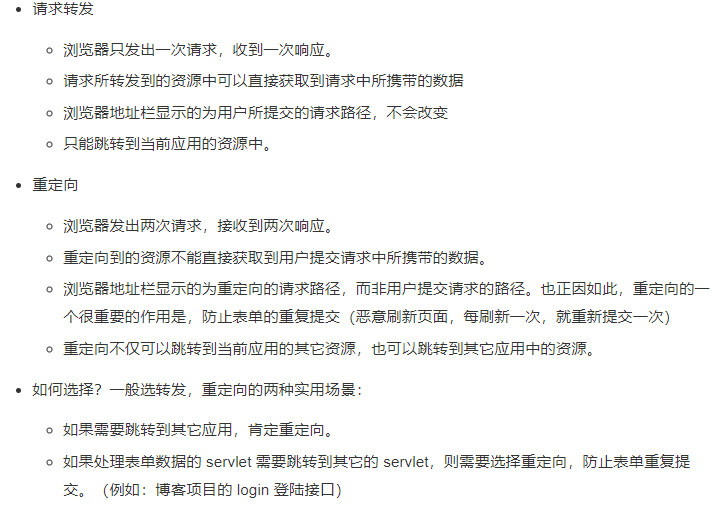 请求转发
浏览器只发出一次请求，收到一次响应。
请求所转发到的资源中可以直接获取到请求中所携带的数据
浏览器地址栏显示的为用户所提交的请求路径，不会改变
只能跳转到当前应用的资源中。
重定向
浏览器发出两次请求，接收到两次响应。
重定向到的资源不能直接获取到用户提交请求中所携带的数据。
浏览器地址栏显示的为重定向的请求路径，而非用户提交请求的路径。也正因如此，重定向的一
个很重要的作用是，防止表单的重复提交（恶意刷新页面，每刷新一次，就重新提交一次）
重定向不仅可以跳转到当前应用的其它资源，也可以跳转到其它应用中的资源。
如何选择？一般选转发，重定向的两种实用场景：
如果需要跳转到其它应用，肯定重定向。
如果处理表单数据的 servlet 需要跳转到其它的 servlet，则需要选择重定向，防止表单重复提
交。（例如：博客项目的 login 登陆接口）